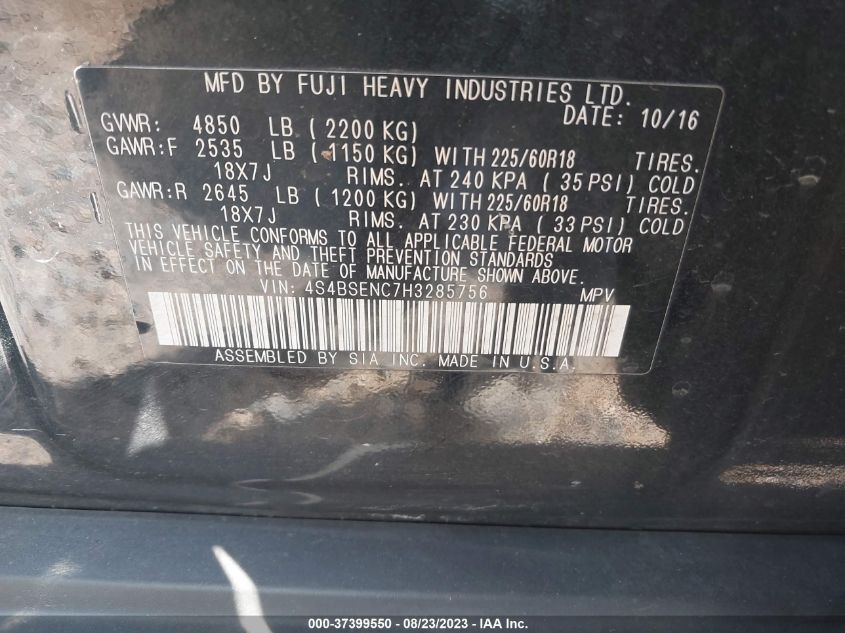 MFD BY FUJI HEAVY INDUSTRIES LTD.
DATE: 10/16
GVWR: 4850 LB ( 2200 KG)
GAWR:F 2535 LB ( 1150 KG) WITH 225/60R18 TIRES.
18X7J RIMS. AT 240 KPA ( 35 PSI) COLD
GAWR:R 2645 LB ( 1200 KG) WITH 225/60R18 TIRES.
18X7J RIMS. AT 230 KPA ( 33 PSI) COLD
THIS VEHICLE CONFORMS TO ALL APPLICABLE FEDERAL MOTOR
VEHICLE SAFETY AND THEFT PREVENTION STANDARDS
IN EFFECT ON THE DATE OF MANUFACTURE SHOWN ABOVE.
VIN: 4S4BSENC7H3285756 MPV
ASSEMBLED BY SIA INC. MADE IN U.S.A.
000-37399550 - 08/23/2023 - IAA Inc.